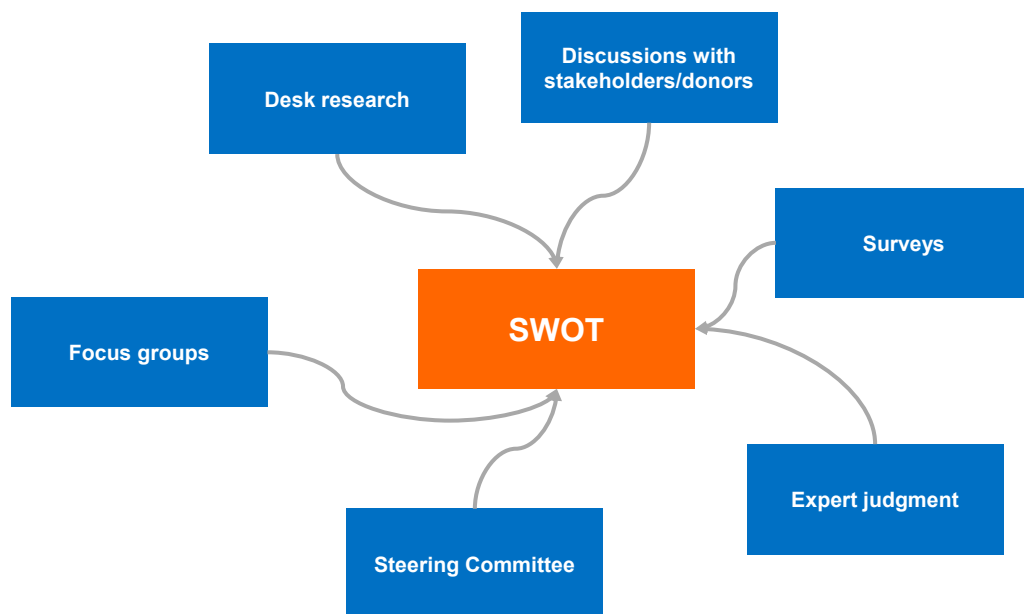 Discussions with
stakeholders/donors
Desk research
Surveys
SWOT
Focus groups
Expert judgment
Steering Committee